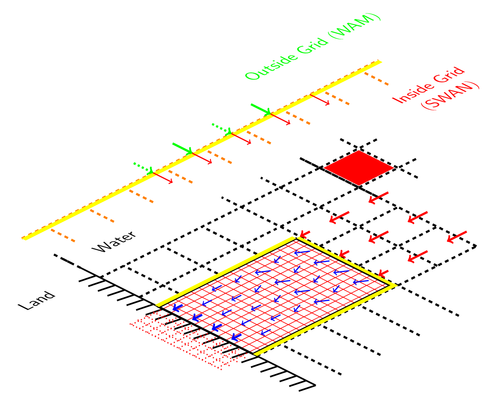 Outside Grid (WAM)
Inside Grid
(SWAN)
Water
Land